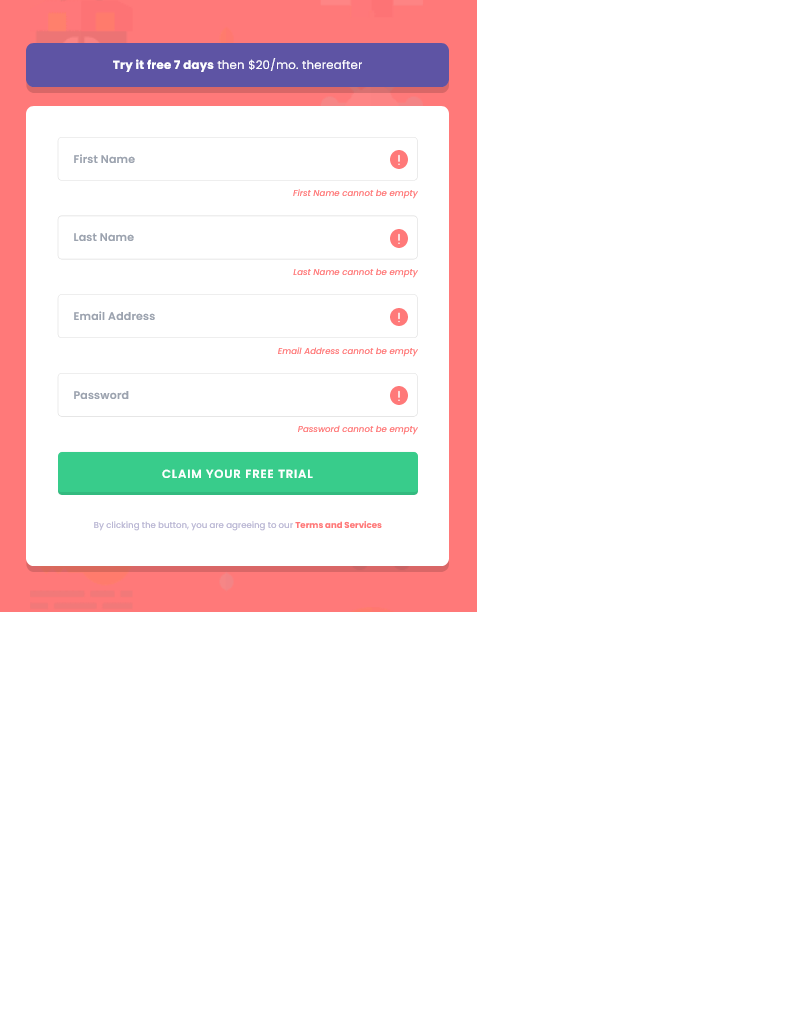 Try it free 7 days then $20/mo. thereafter
First Name
First Name cannot be empty
Last Name
Last Name cannot be empty
Email Address
Email Address cannot be empty
Password
Password cannot be empty
CLAIM YOUR FREE TRIAL
By clicking the button, you are agreeing to our Terms and Services